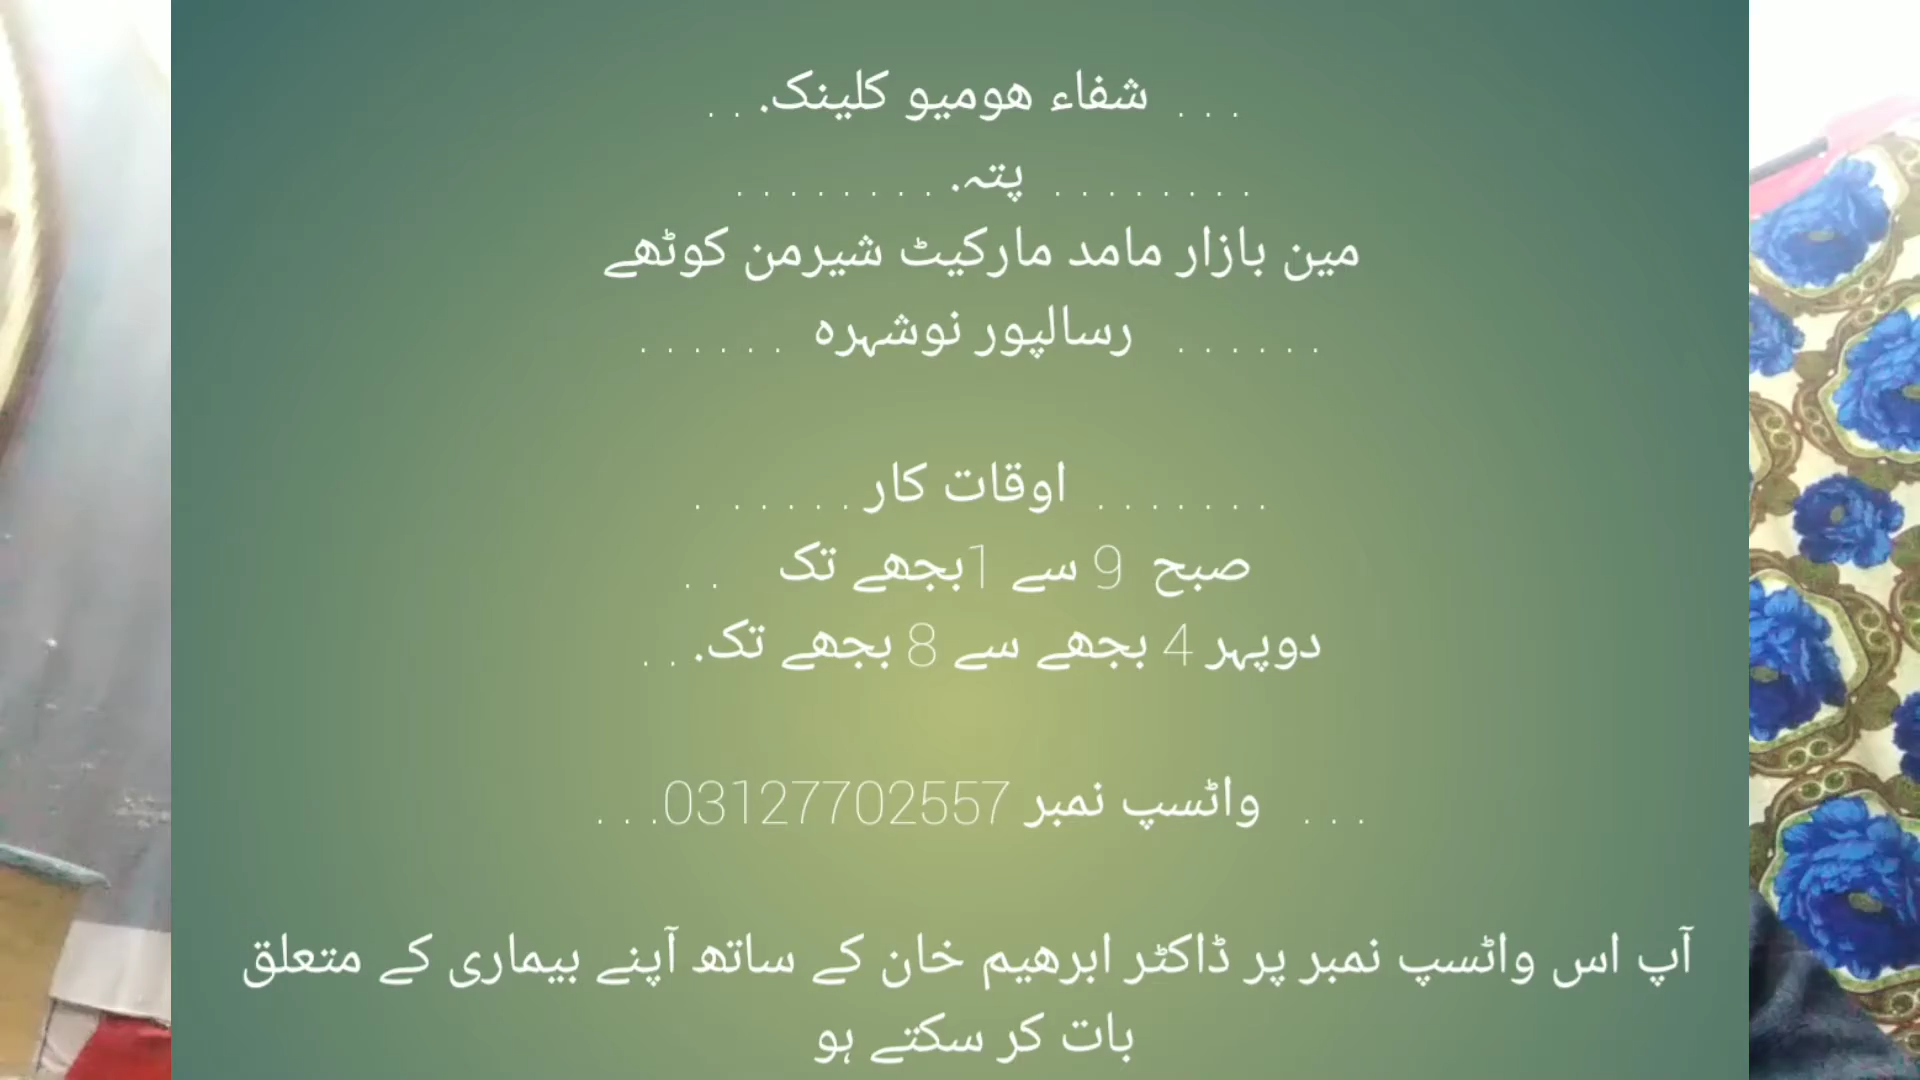 . . . شفاء ھومیو کلینک. . .
. . . . . . . . پتہ. . . . . . . . .
مین بازار مامد مارکیٹ شیرمن کوٹھے
. . . . . . رسالپور نوشہرہ . . . . . .
. . . . . . . اوقات کار . . . . . . .
صبح 9 سے 1بجھے تک . .
دوپہر 4 بجھے سے 8 بجھے تک. . .
. . . واٹسپ نمبر 03127702557. . .
آپ اس واٹسپ نمبر پر ڈاکٹر ابرھیم خان کے ساتھ آپنے بیماری کے متعلق
بات کر سکتے ہو